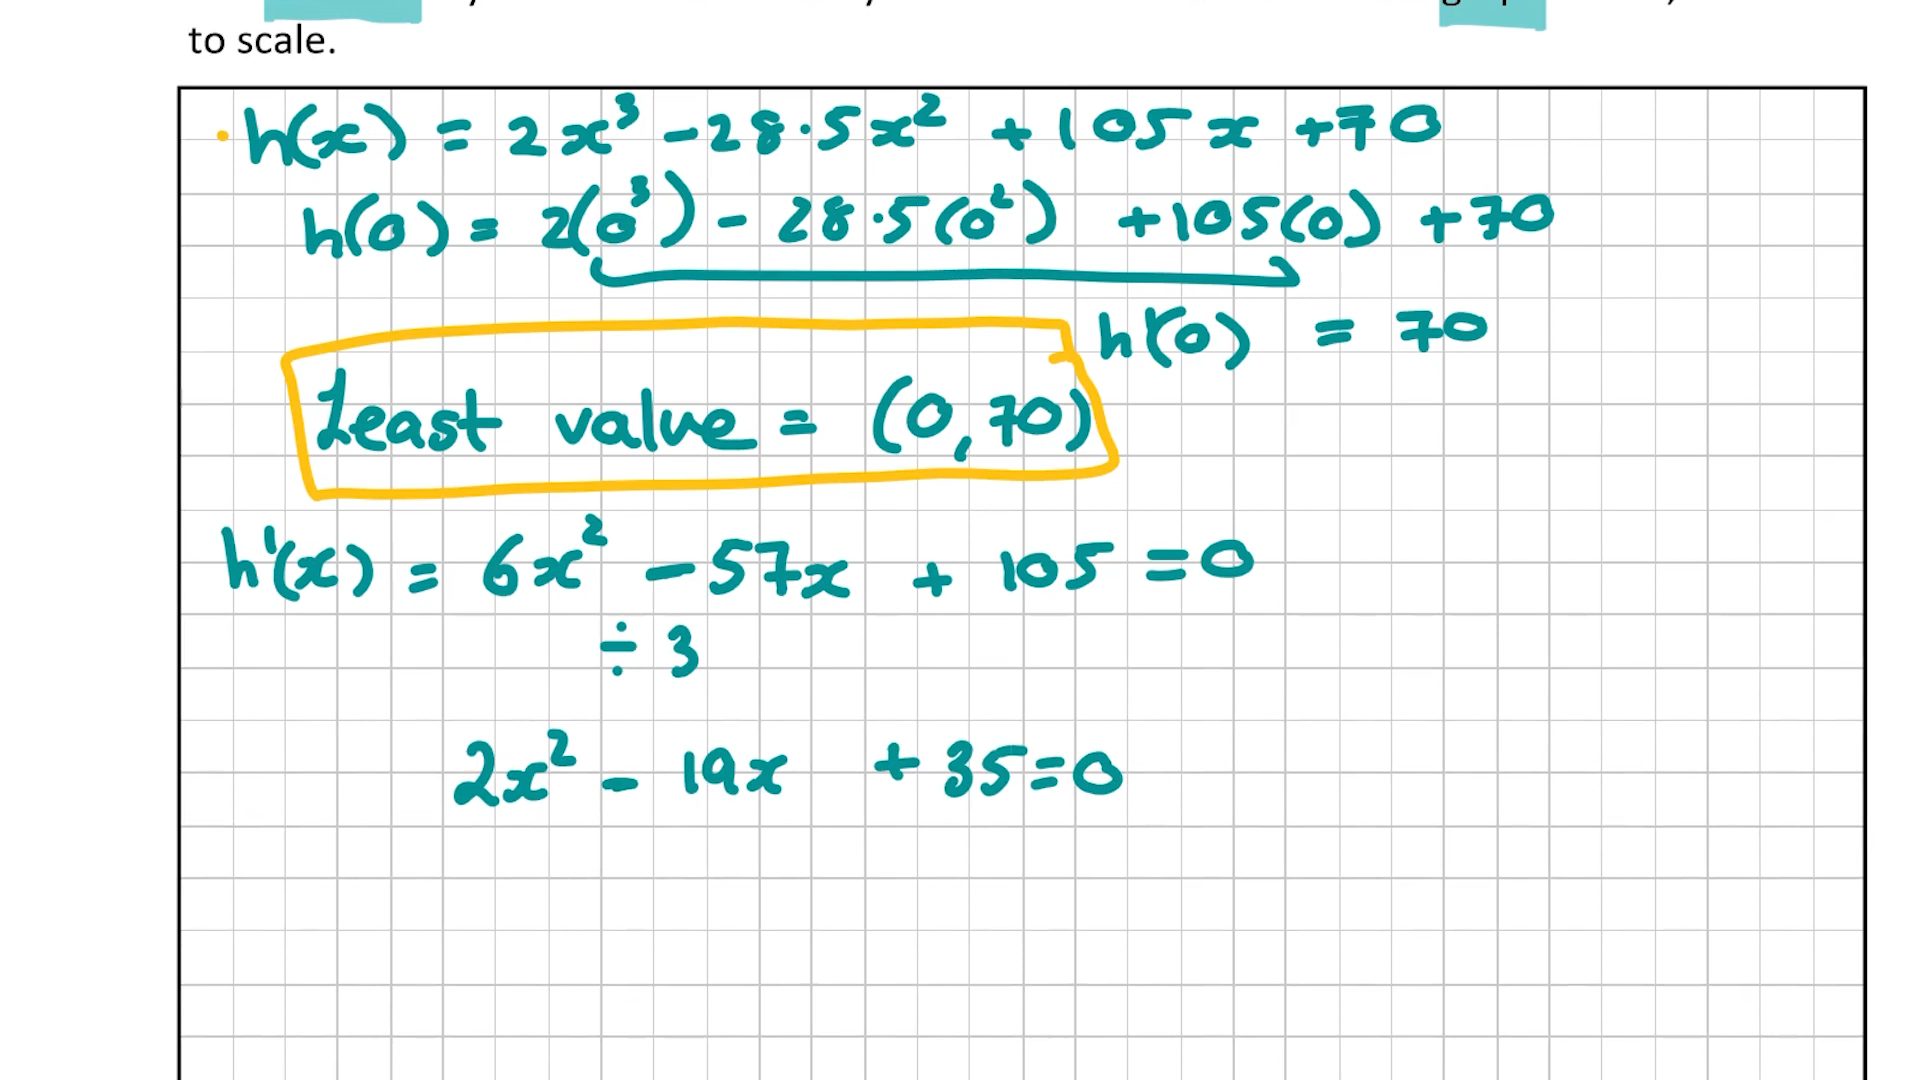 to scale.
h(x) = 2x³ - 28·5x² + 105x + 70
h(0) = 2(0³) - 28·5(0²) + 105(0) + 70
h'(0) = 70
Least value = (0,70)
h'(x) = 6x² - 57x + 105 = 0
÷ 3
2x² - 19x + 35 = 0